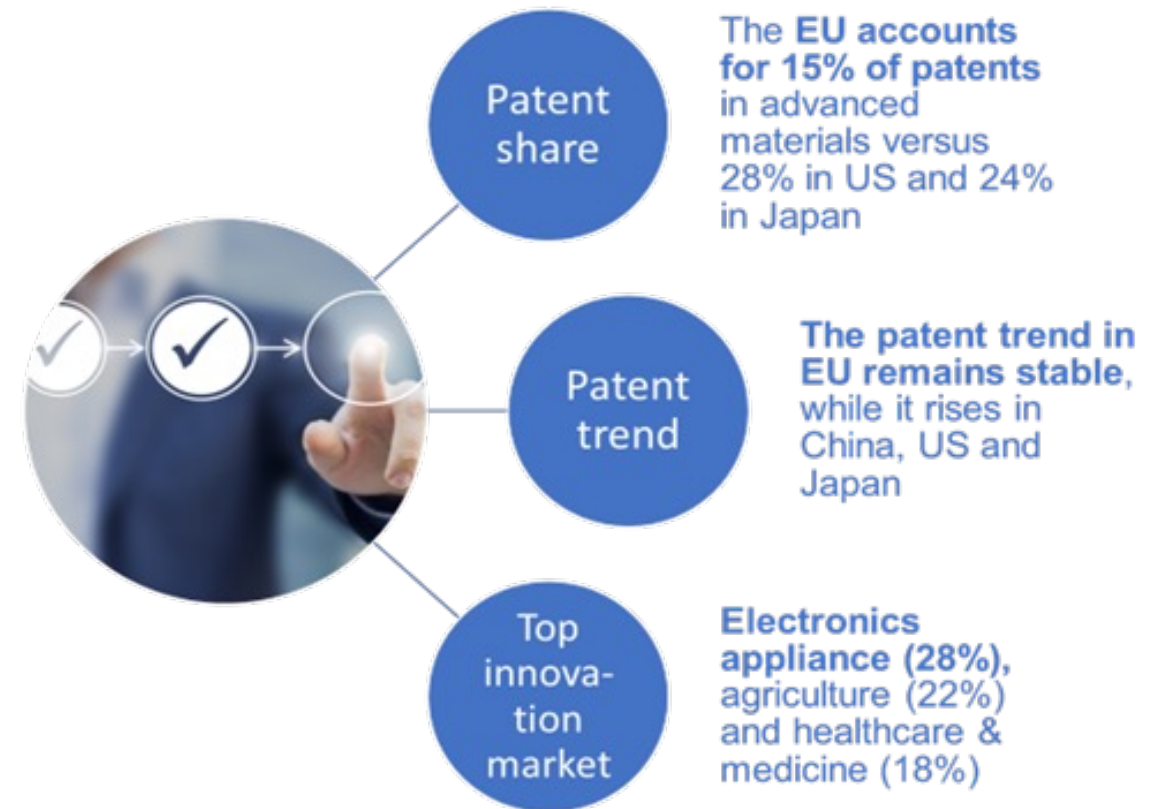 Patent
share
The EU accounts
for 15% of patents
in advanced
materials versus
28% in US and 24%
in Japan
Patent
trend
The patent trend in
EU remains stable,
while it rises in
China, US and
Japan
Top
innova-
tion
market
Electronics
appliance (28%),
agriculture (22%)
and healthcare &
medicine (18%)